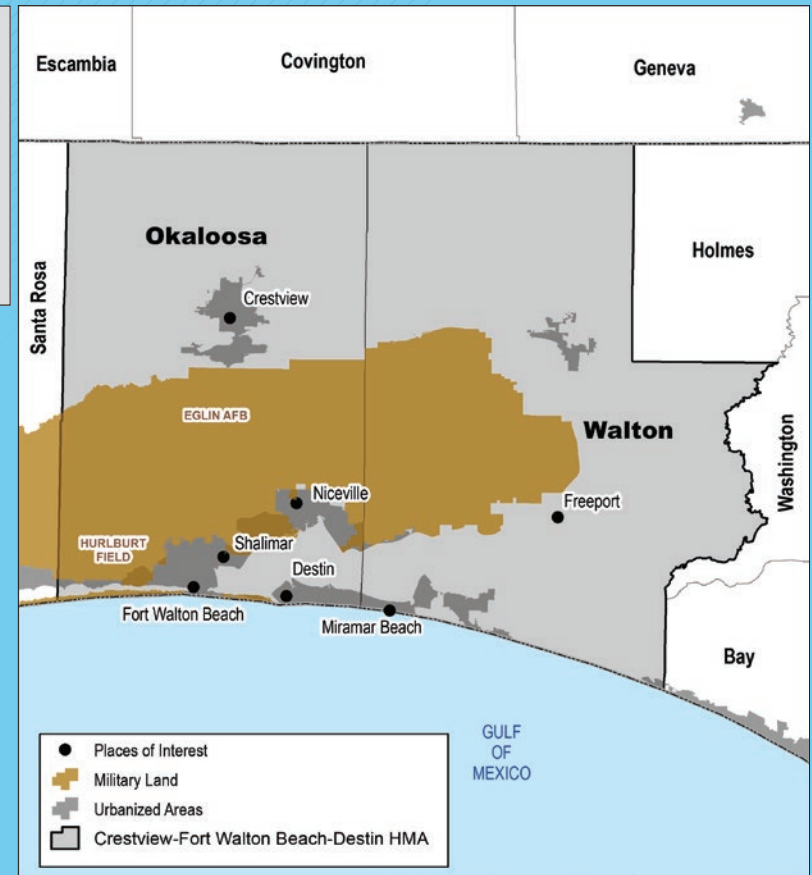 Escambia
Covington
Geneva
Santa Rosa
Okaloosa
Holmes
Crestview
EGLIN AFB
Walton
Washington
Niceville
Freeport
HURLBURT
FIELD
Shalimar
Destin
Fort Walton Beach
Miramar Beach
Bay
GULF
OF
MEXICO
Places of Interest
Military Land
Urbanized Areas
Crestview-Fort Walton Beach-Destin HMA